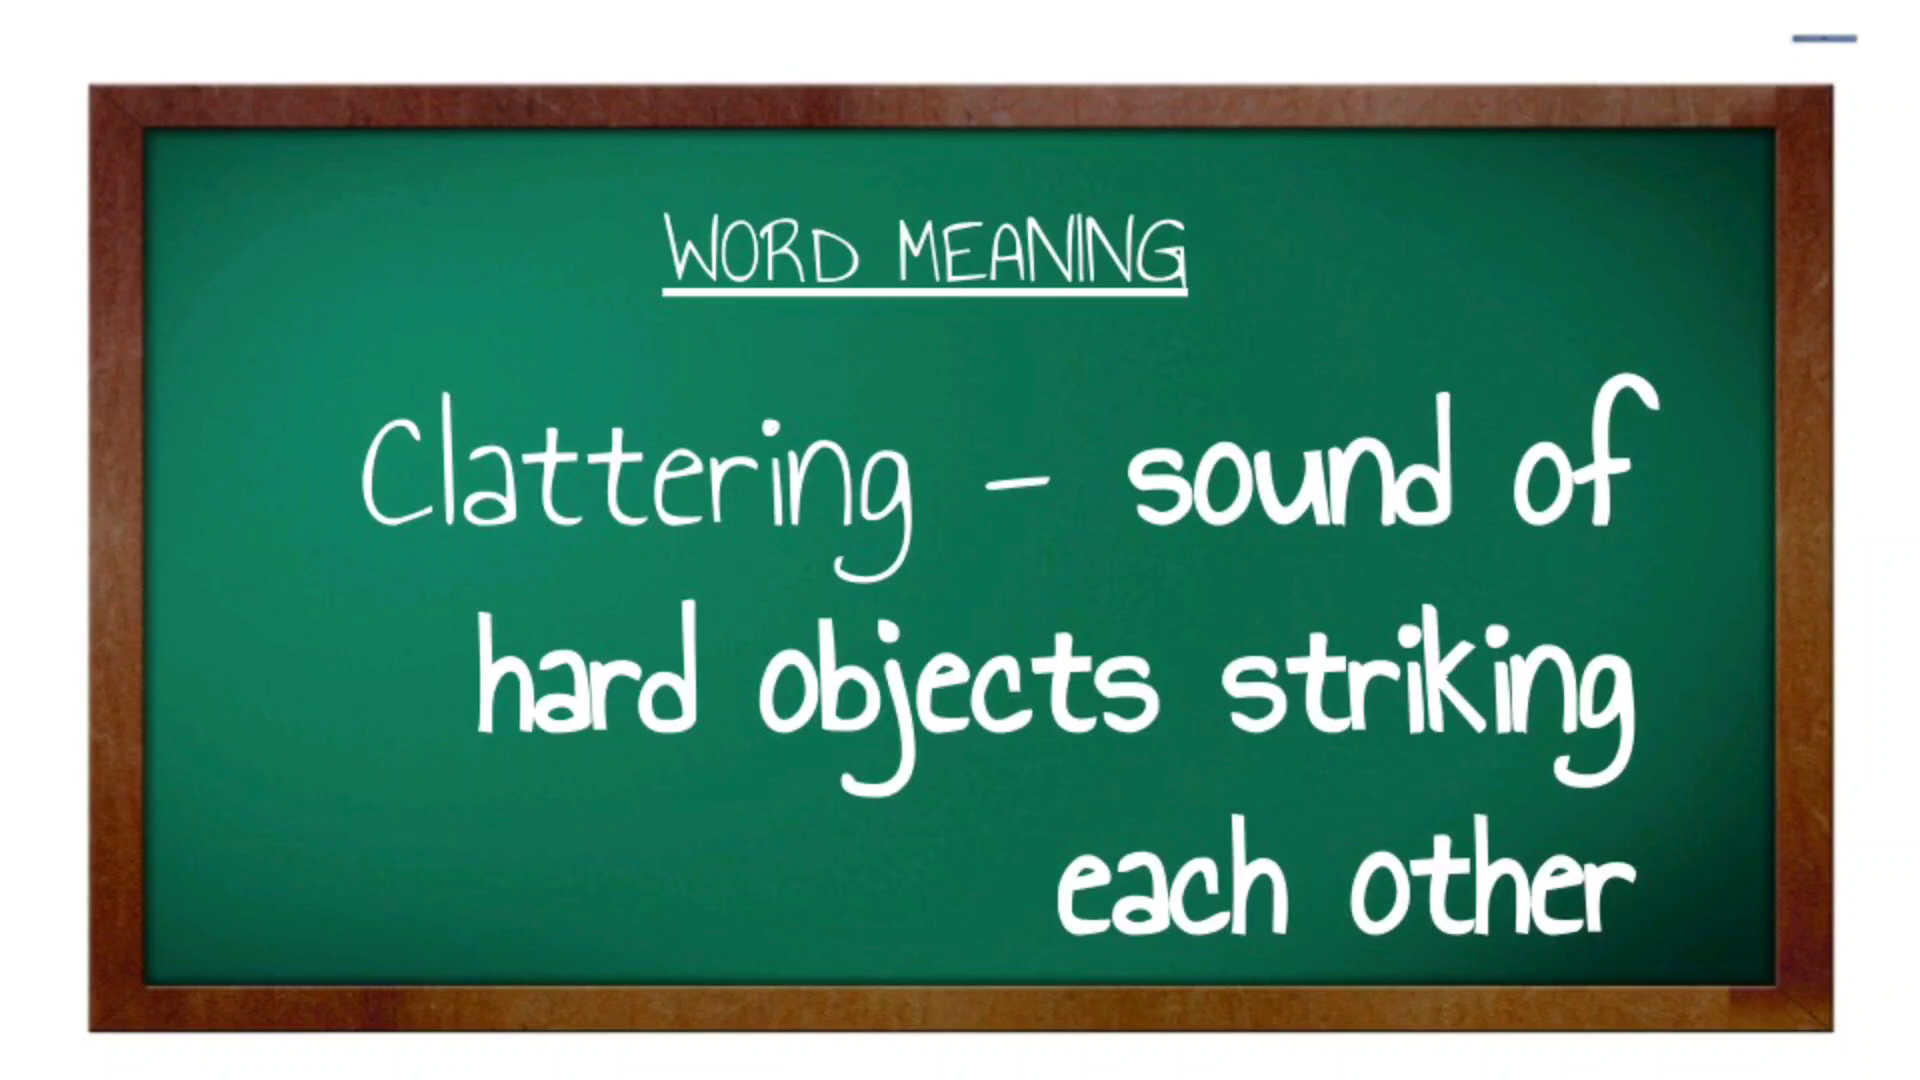 WORD MEANING
Clattering - sound of
hard objects striking
each other